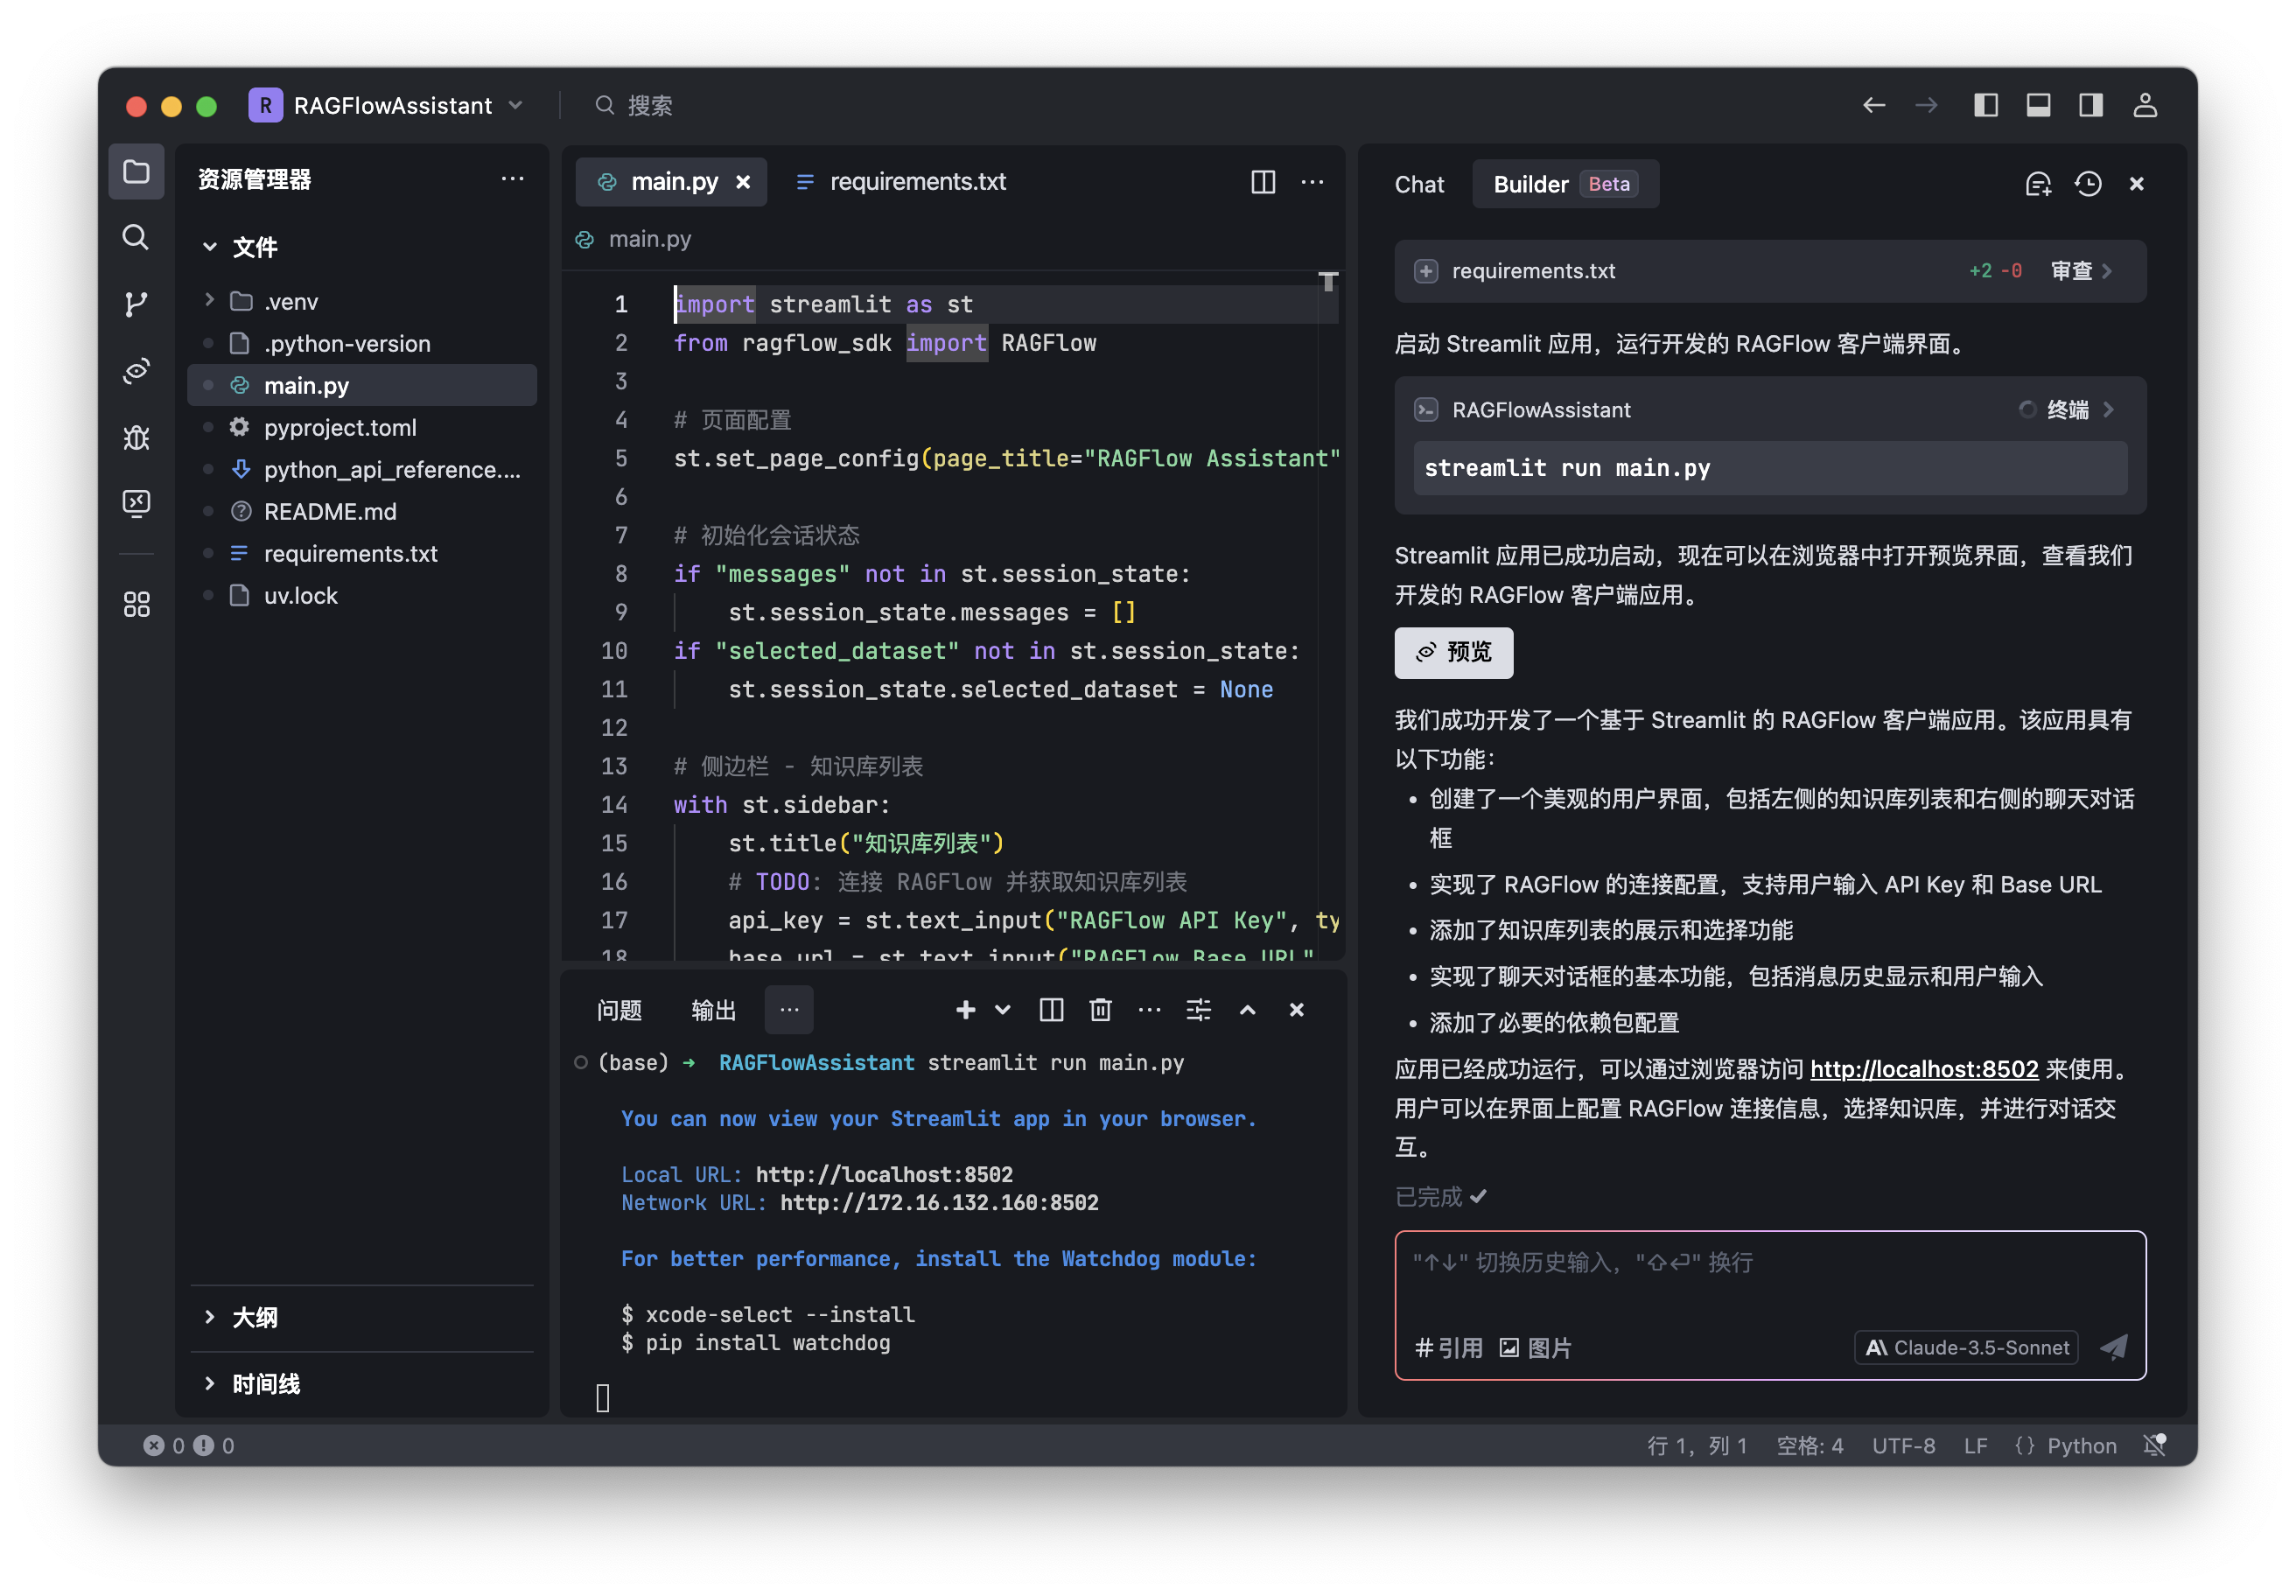 R RAGFlowAssistant
搜索
资源管理器
文件
.venv
.python-version
main.py
pyproject.toml
python_api_reference....
README.md
requirements.txt
uv.lock
大纲
时间线
main.py
requirements.txt
main.py
1 import streamlit as st
2 from ragflow_sdk import RAGFlow
3
4 # 页面配置
5 st.set_page_config(page_title="RAGFlow Assistant"
6
7 # 初始化会话状态
8 if "messages" not in st.session_state:
9 st.session_state.messages = []
10 if "selected_dataset" not in st.session_state:
11 st.session_state.selected_dataset = None
12
13 # 侧边栏 - 知识库列表
14 with st.sidebar:
15 st.title("知识库列表")
16 # TODO: 连接 RAGFlow 并获取知识库列表
17 api_key = st.text_input("RAGFlow API Key", ty
18 base_url = st.text_input("RAGFlow Base URL"
问题 输出 ...
(base) → RAGFlowAssistant streamlit run main.py
You can now view your Streamlit app in your browser.
Local URL: http://localhost:8502
Network URL: http://172.16.132.160:8502
For better performance, install the Watchdog module:
$ xcode-select --install
$ pip install watchdog
Chat Builder Beta
requirements.txt +2 -0 审查
启动 Streamlit 应用，运行开发的 RAGFlow 客户端界面。
RAGFlowAssistant 终端
streamlit run main.py
Streamlit 应用已成功启动，现在可以在浏览器中打开预览界面，查看我们
开发的 RAGFlow 客户端应用。
预览
我们成功开发了一个基于 Streamlit 的 RAGFlow 客户端应用。该应用具有
以下功能：
• 创建了一个美观的用户界面，包括左侧的知识库列表和右侧的聊天对话
框
• 实现了 RAGFlow 的连接配置，支持用户输入 API Key 和 Base URL
• 添加了知识库列表的展示和选择功能
• 实现了聊天对话框的基本功能，包括消息历史显示和用户输入
• 添加了必要的依赖包配置
应用已经成功运行，可以通过浏览器访问 http://localhost:8502 来使用。
用户可以在界面上配置 RAGFlow 连接信息，选择知识库，并进行对话交
互。
已完成 ✓
"↑↓" 切换历史输入，"⇧⏎" 换行
#引用 图片 Claude-3.5-Sonnet
0 0 行 1，列 1 空格: 4 UTF-8 LF {} Python